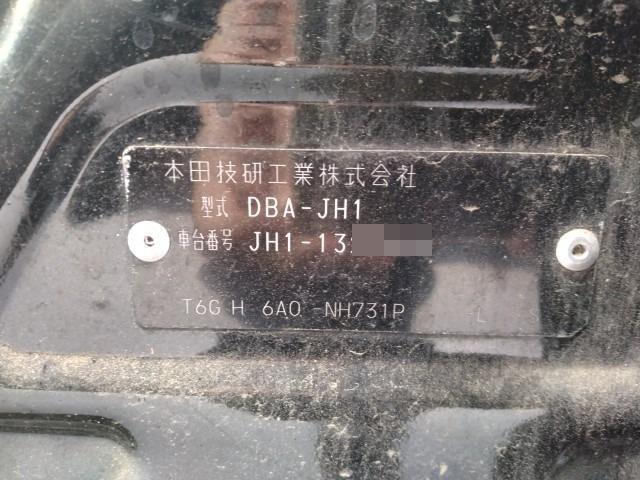 本田技研工業株式会社
型式 DBA-JH1
車台番号 JH1-13
T6G H 6A0 -NH731P L